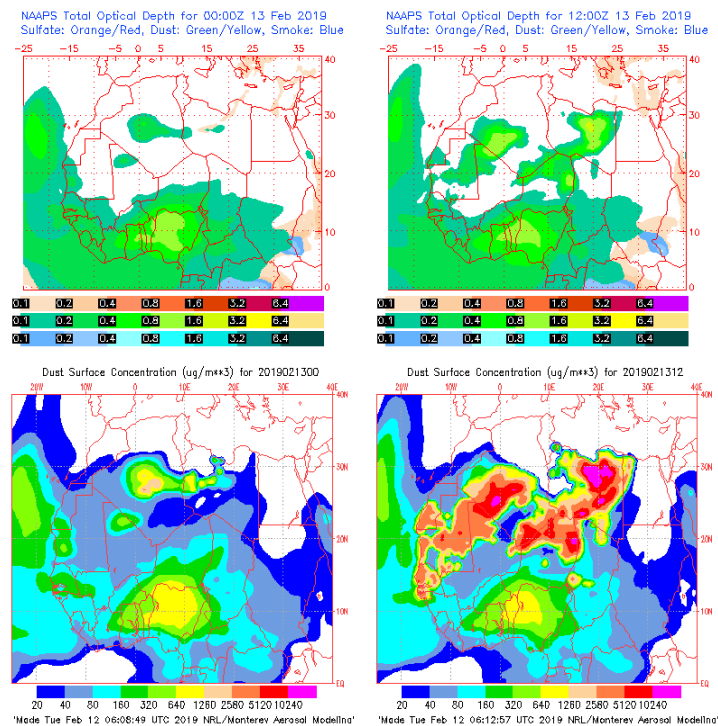 NAAPS Total Optical Depth for 00:00Z 13 Feb 2019
Sulfate: Orange/Red, Dust: Green/Yellow, Smoke: Blue
-25 -15 -5 0 5 15 25 35
40
30
20
10
0
0.1 0.2 0.4 0.8 1.6 3.2 6.4
0.1 0.2 0.4 0.8 1.6 3.2 6.4
0.1 0.2 0.4 0.8 1.6 3.2 6.4
NAAPS Total Optical Depth for 12:00Z 13 Feb 2019
Sulfate: Orange/Red, Dust: Green/Yellow, Smoke: Blue
-25 -15 -5 0 5 15 25 35
40
30
20
10
0
0.1 0.2 0.4 0.8 1.6 3.2 6.4
0.1 0.2 0.4 0.8 1.6 3.2 6.4
0.1 0.2 0.4 0.8 1.6 3.2 6.4
Dust Surface Concentration (ug/m**3) for 2019021300
20W 10W 0 10E 20E 30E 40E
40N
30N
20N
10N
EQ
20 40 80 160 320 640 1280 2580 5120 10240
'Made Tue Feb 12 06:08:49 UTC 2019 NRL/Monterey Aerosol Modeling'
Dust Surface Concentration (ug/m**3) for 2019021312
20W 10W 0 10E 20E 30E 40E
40N
30N
20N
10N
EQ
20 40 80 160 320 640 1280 2580 5120 10240
'Made Tue Feb 12 06:12:57 UTC 2019 NRL/Monterey Aerosol Modeling'